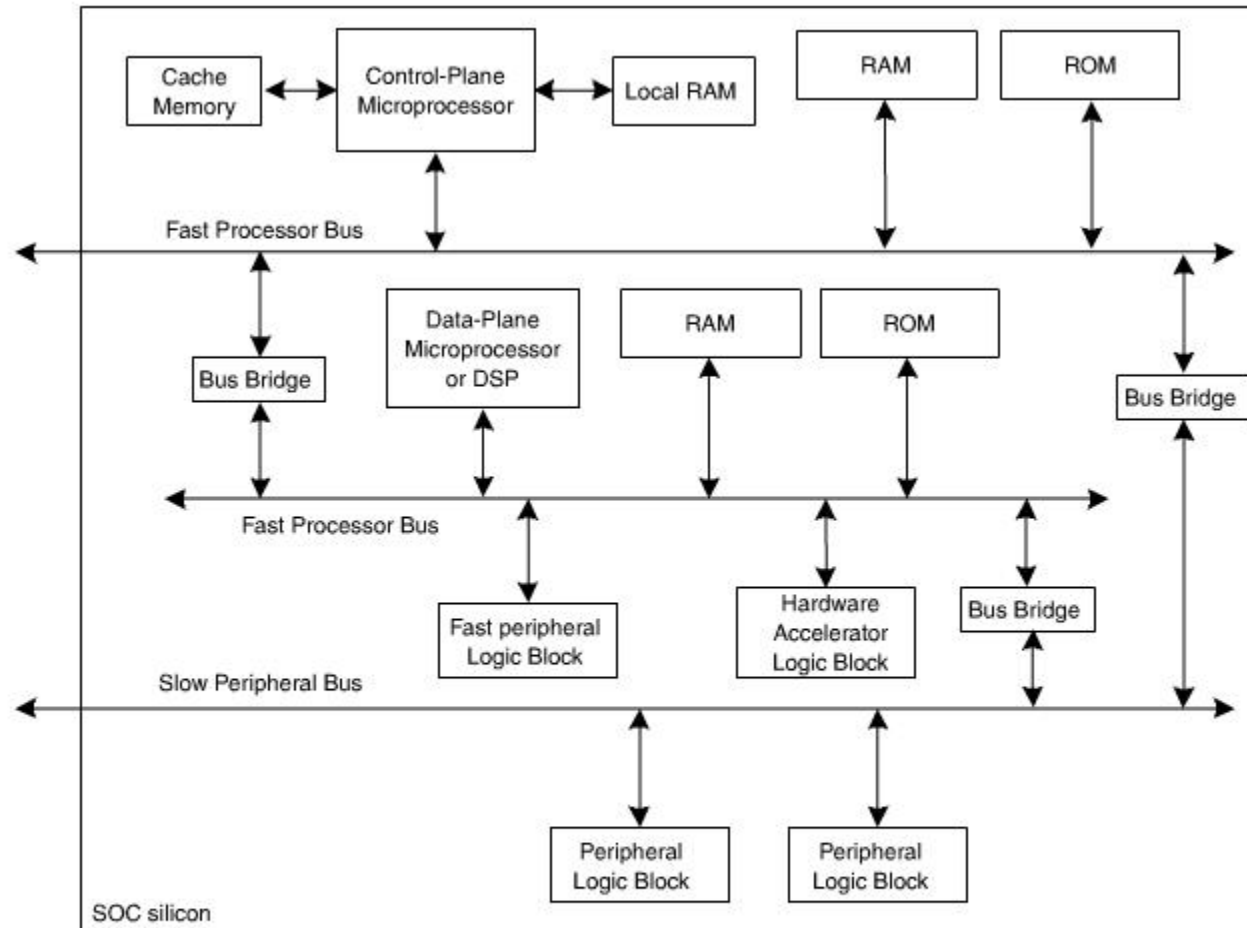 Cache
Memory
Control-Plane
Microprocessor
Local RAM
RAM
ROM
Fast Processor Bus
Bus Bridge
Data-Plane
Microprocessor
or DSP
RAM
ROM
Bus Bridge
Fast Processor Bus
Fast peripheral
Logic Block
Hardware
Accelerator
Logic Block
Bus Bridge
Slow Peripheral Bus
Peripheral
Logic Block
Peripheral
Logic Block
SOC silicon